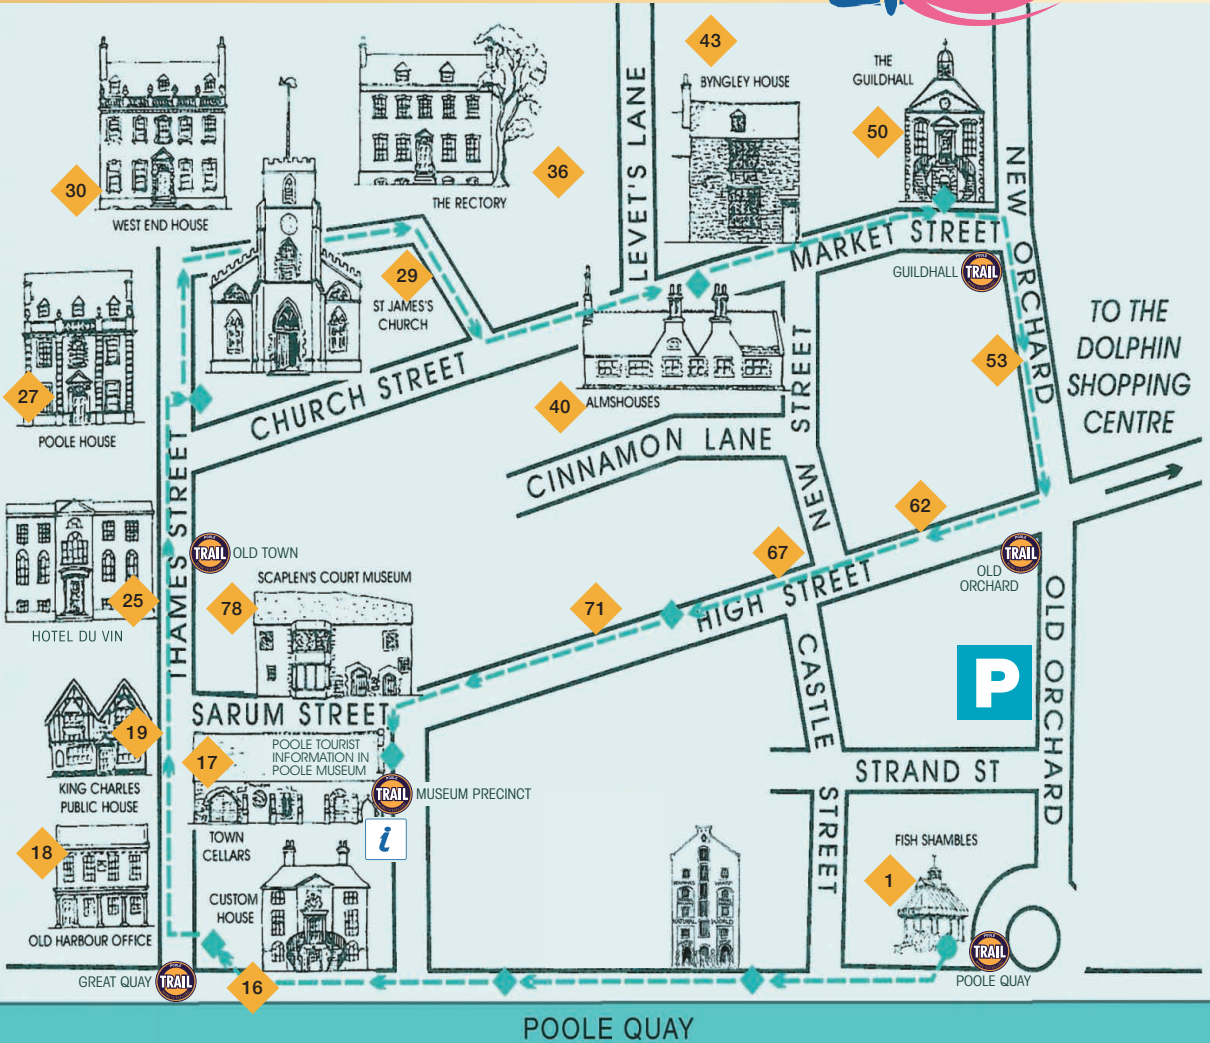 43
THE
GUILDHALL
BYNGLEY HOUSE
50
30
36
WEST END HOUSE
THE RECTORY
LEVET'S LANE
NEW ORCHARD
MARKET STREET
GUILDHALL
TRAIL
29
ST JAMES'S
CHURCH
TO THE
DOLPHIN
SHOPPING
CENTRE
53
27
POOLE HOUSE
CHURCH STREET
40
ALMSHOUSES
CINNAMON LANE
NEW STREET
62
67
THAMES STREET
TRAIL
OLD TOWN
SCAPLEN'S COURT MUSEUM
25
HOTEL DU VIN
78
71
HIGH STREET
TRAIL
OLD
ORCHARD
OLD ORCHARD
P
CASTLE STREET
SARUM STREET
19
17
POOLE TOURIST
INFORMATION IN
POOLE MUSEUM
KING CHARLES
PUBLIC HOUSE
TRAIL
MUSEUM PRECINCT
STRAND ST
i
18
TOWN
CELLARS
FISH SHAMBLES
1
CUSTOM
HOUSE
NATURAL WORLD
OLD HARBOUR OFFICE
GREAT QUAY
TRAIL
16
TRAIL
POOLE QUAY
POOLE QUAY